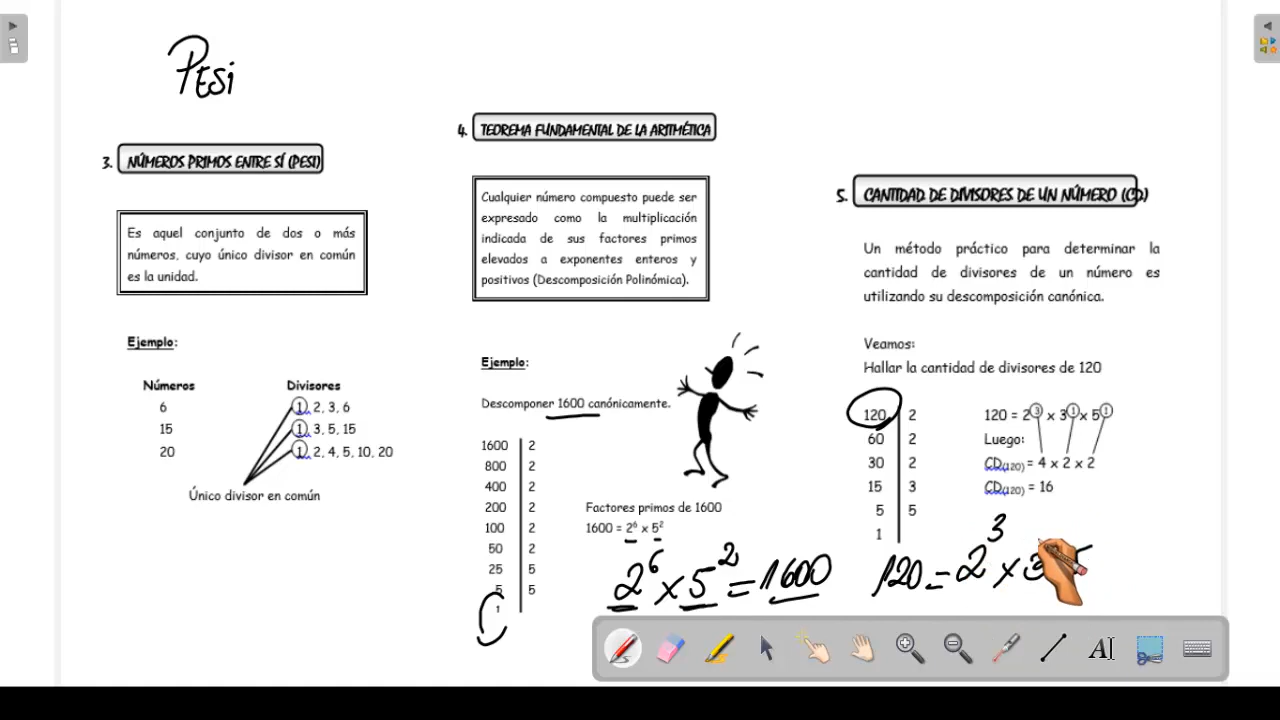 PESI
3. NÚMEROS PRIMOS ENTRE SÍ (PESI)
Es aquel conjunto de dos o más
números, cuyo único divisor en común
es la unidad.
Ejemplo:
Números Divisores
6 1, 2, 3, 6
15 1, 3, 5, 15
20 1, 2, 4, 5, 10, 20
Único divisor en común
4. TEOREMA FUNDAMENTAL DE LA ARITMÉTICA
Cualquier número compuesto puede ser
expresado como la multiplicación
indicada de sus factores primos
elevados a exponentes enteros y
positivos (Descomposición Polinómica).
Ejemplo:
Descomponer 1600 canónicamente.
1600 2
800 2
400 2
200 2
100 2
50 2
25 5
5 5
1
Factores primos de 1600
1600 = 2⁶ x 5²
2⁶ x 5² = 1600
5. CANTIDAD DE DIVISORES DE UN NÚMERO (CD)
Un método práctico para determinar la
cantidad de divisores de un número es
utilizando su descomposición canónica.
Veamos:
Hallar la cantidad de divisores de 120
120 2
60 2
30 2
15 3
5 5
1
120 = 2³ x 3¹ x 5¹
Luego:
CD(120) = 4 x 2 x 2
CD(120) = 16
120 = 2³ x 3
AI